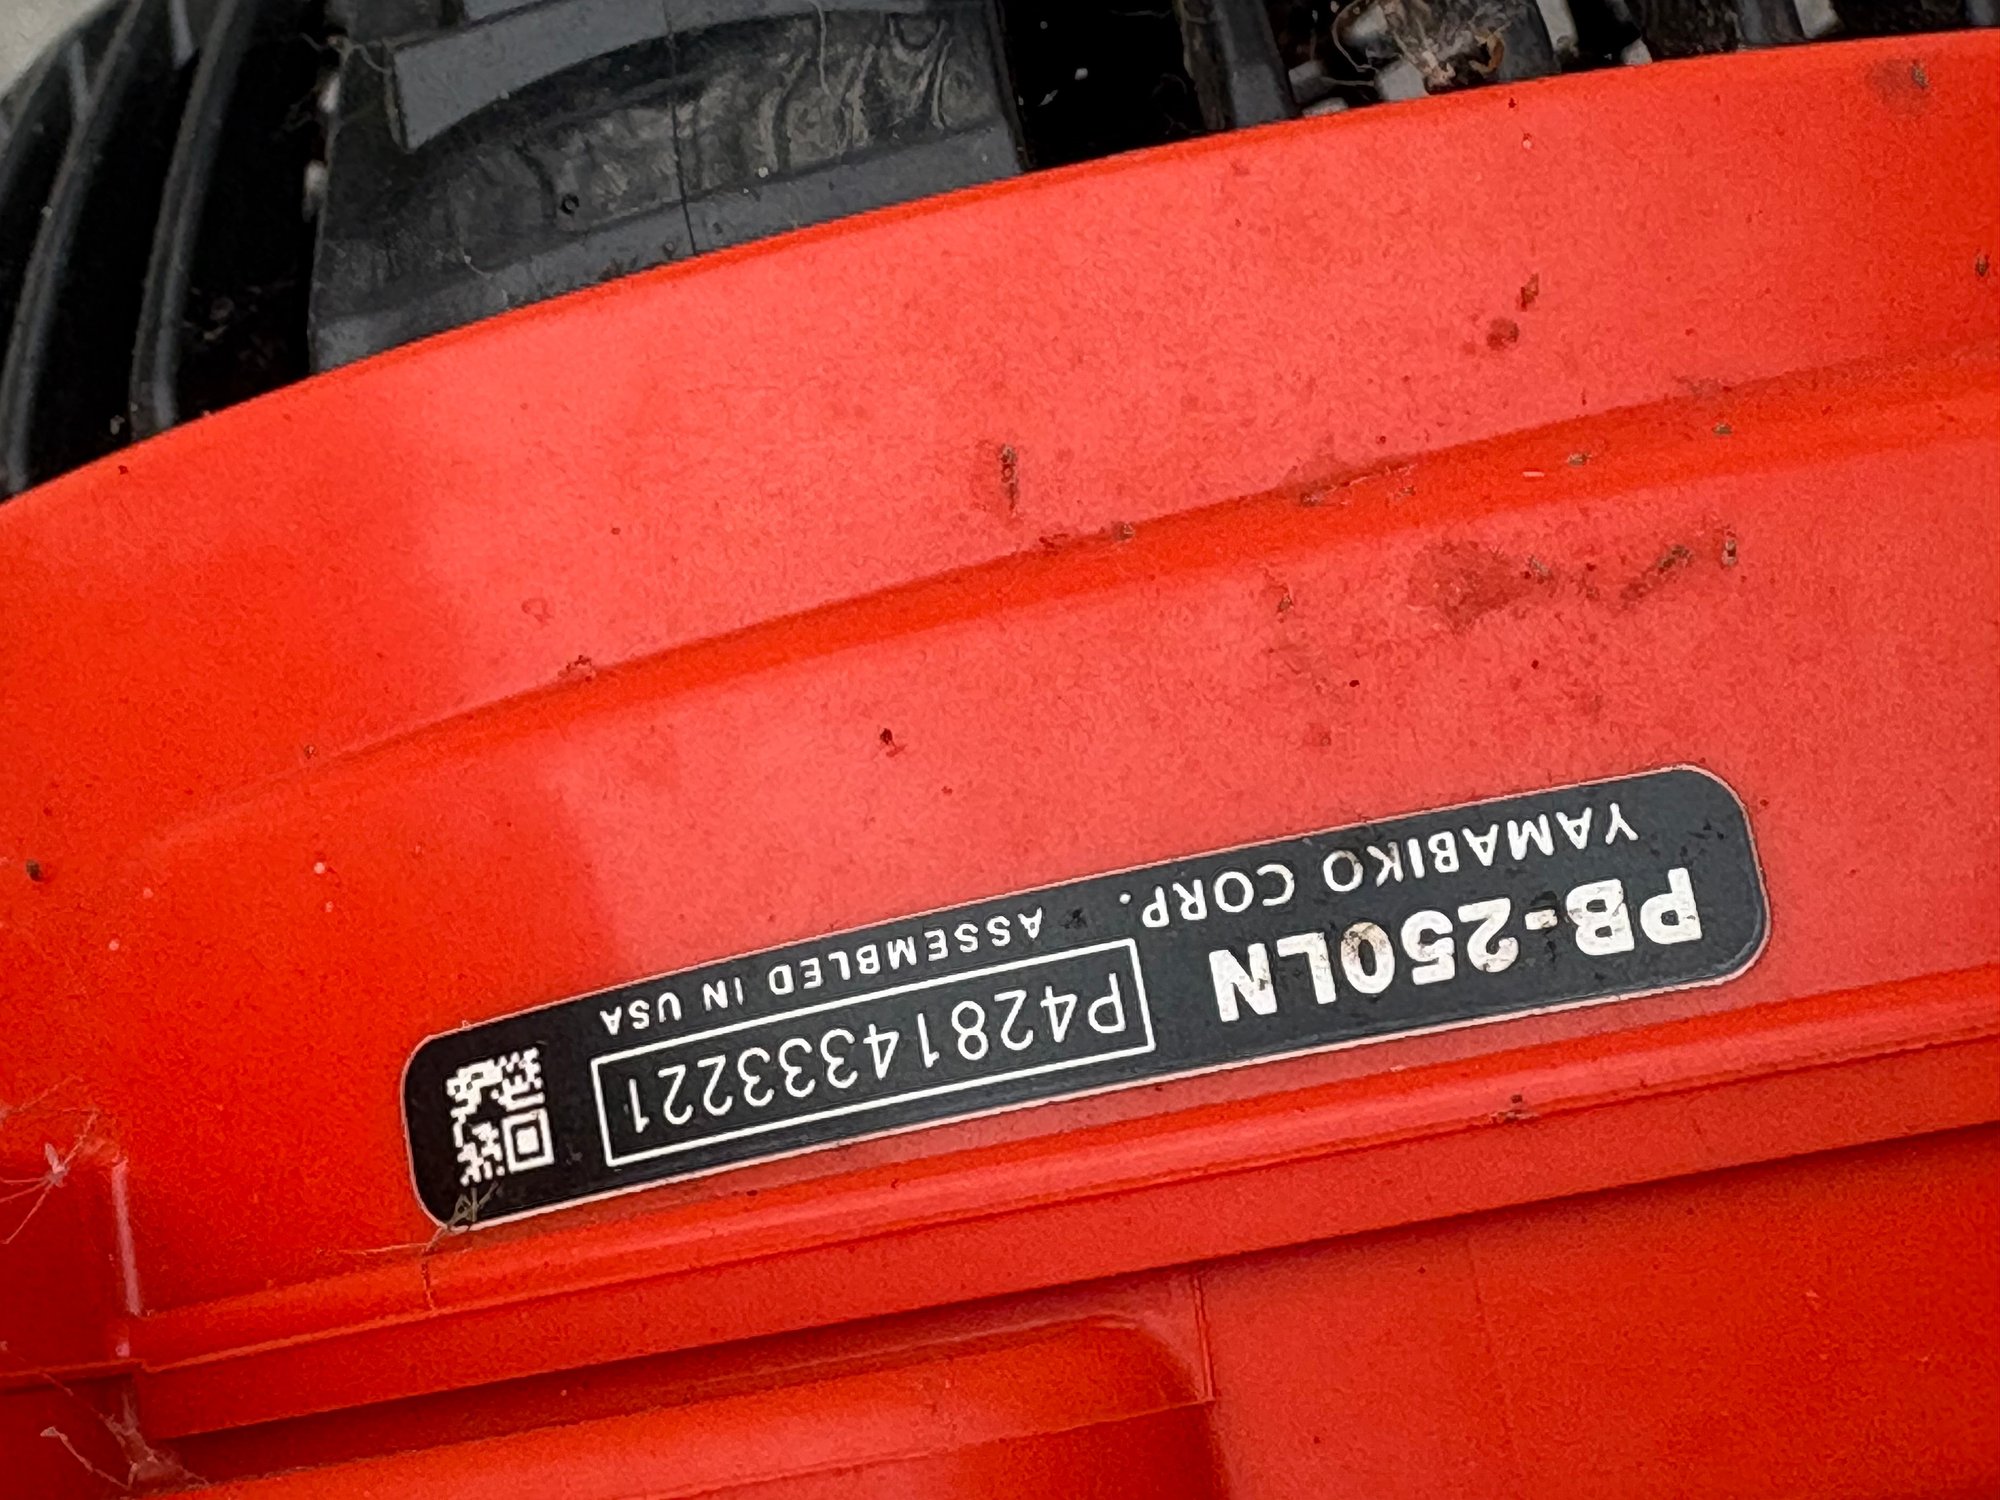 PB-250LN
YAMABIKO CORP.
P42814333221
ASSEMBLED IN USA